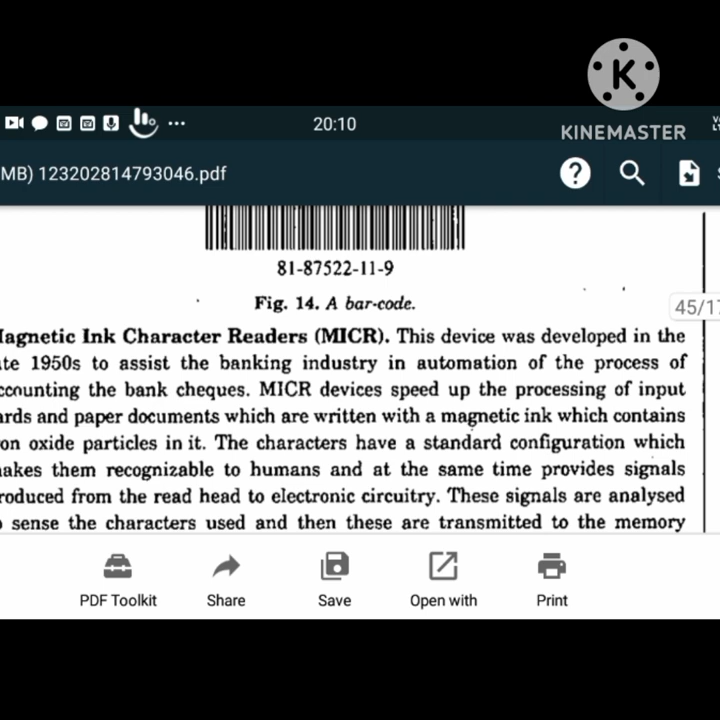 K
KINEMASTER
20:10
MB) 123202814793046.pdf
81-87522-11-9
Fig. 14. A bar-code.
45/17
agnetic Ink Character Readers (MICR). This device was developed in the
te 1950s to assist the banking industry in automation of the process of
ccounting the bank cheques. MICR devices speed up the processing of input
ards and paper documents which are written with a magnetic ink which contains
on oxide particles in it. The characters have a standard configuration which
akes them recognizable to humans and at the same time provides signals
roduced from the read head to electronic circuitry. These signals are analysed
sense the characters used and then these are transmitted to the memory
PDF Toolkit Share Save Open with Print